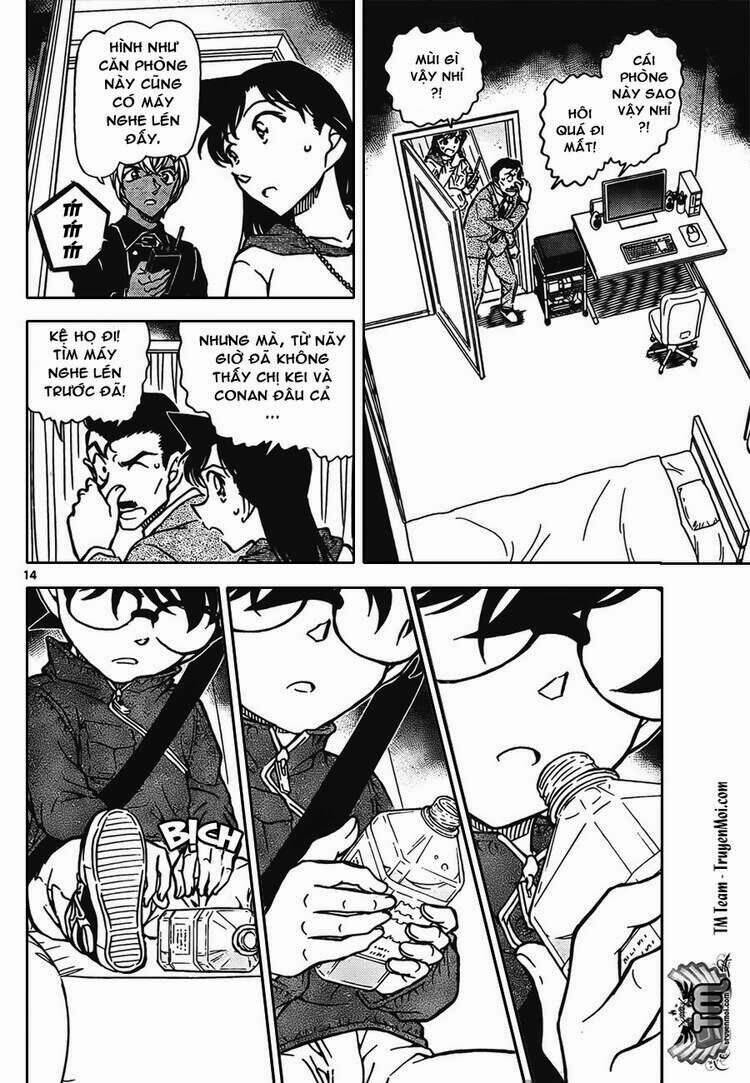 MÙI GÌ
VẬY NHỈ
?!
CÁI
PHÒNG
NÀY SAO
VẬY NHỈ
?!
HÔI
QUÁ ĐI
MẤT!
HÌNH NHƯ
CĂN PHÒNG
NÀY CŨNG
CÓ MÁY
NGHE LÉN
ĐẤY.
TÍT
TÍT
TÍT
NHƯNG MÀ, TỪ NÃY
GIỜ ĐÃ KHÔNG
THẤY CHỊ KEI VÀ
CONAN ĐÂU CẢ
...
KỆ HỌ ĐI!
TÌM MÁY
NGHE LÉN
TRƯỚC ĐÃ!
14
BỊCH
TM Team - TruyenMoi.com
TM
truyenmoi.com